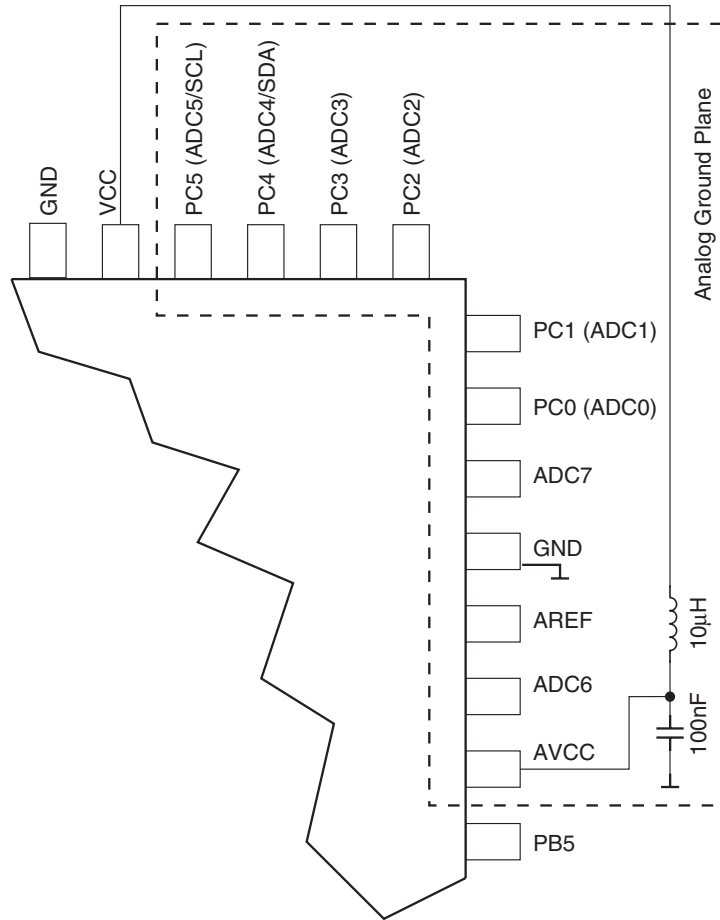 GND
VCC
PC5 (ADC5/SCL)
PC4 (ADC4/SDA)
PC3 (ADC3)
PC2 (ADC2)
Analog Ground Plane
PC1 (ADC1)
PC0 (ADC0)
ADC7
GND
AREF
ADC6
AVCC
PB5
10µH
100nF